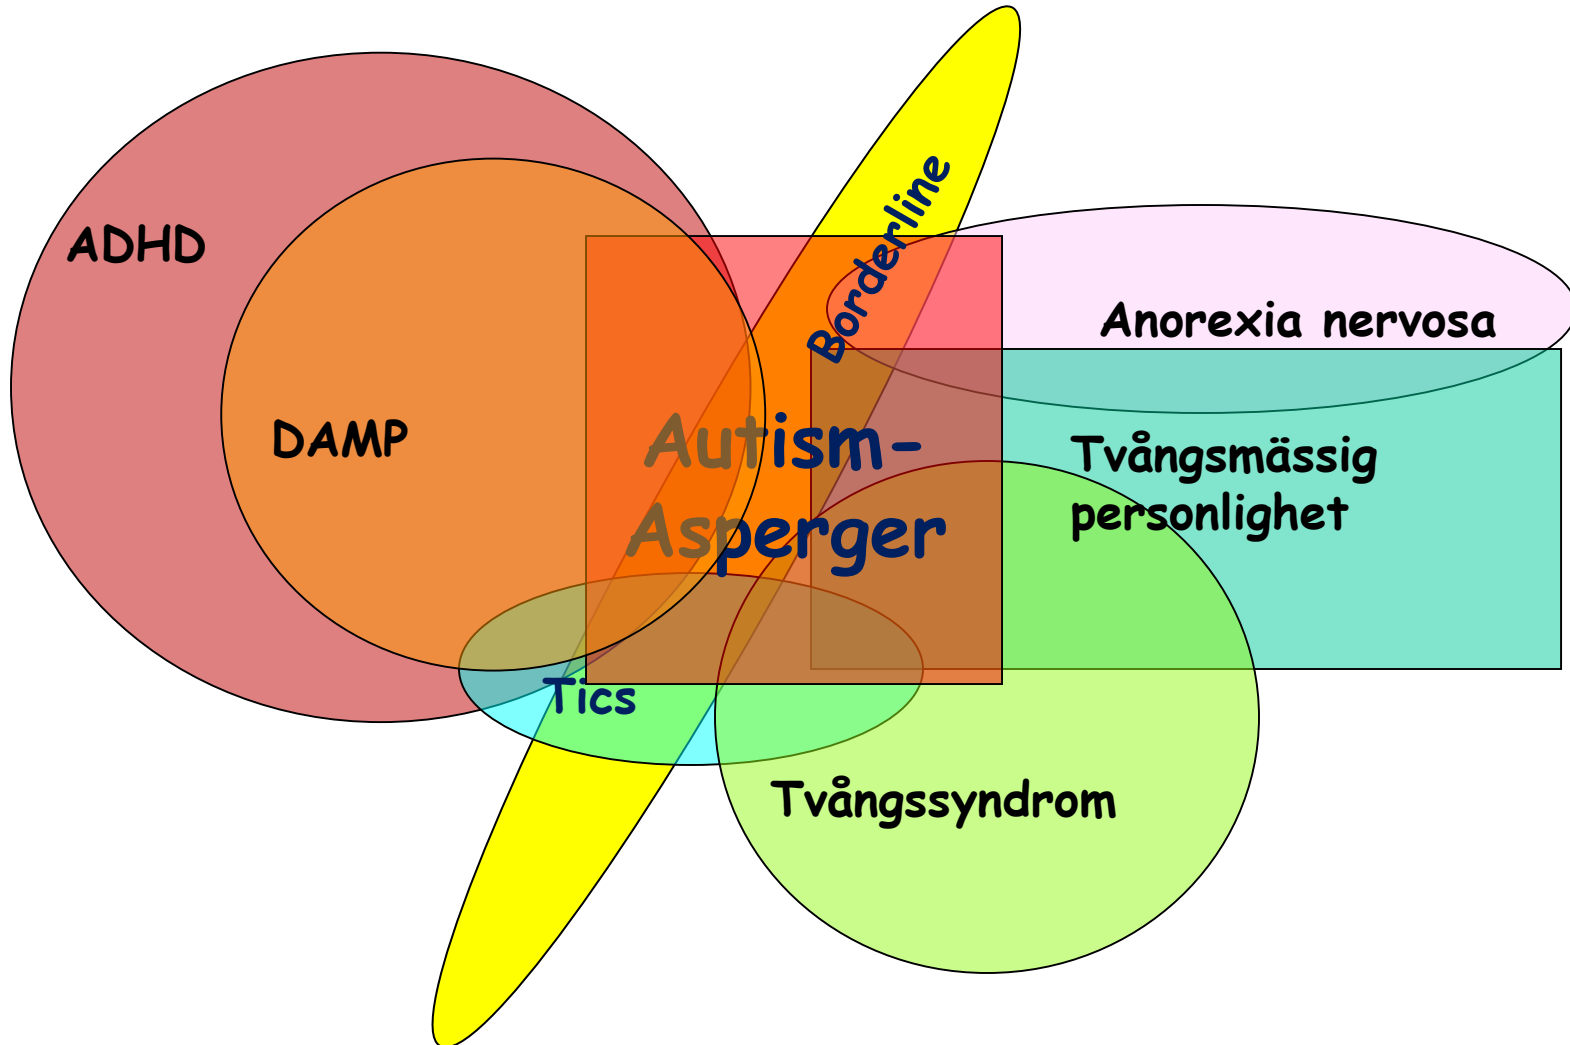 Borderline
ADHD
Anorexia nervosa
DAMP
Autism-
Asperger
Tvångsmässig
personlighet
Tics
Tvångssyndrom